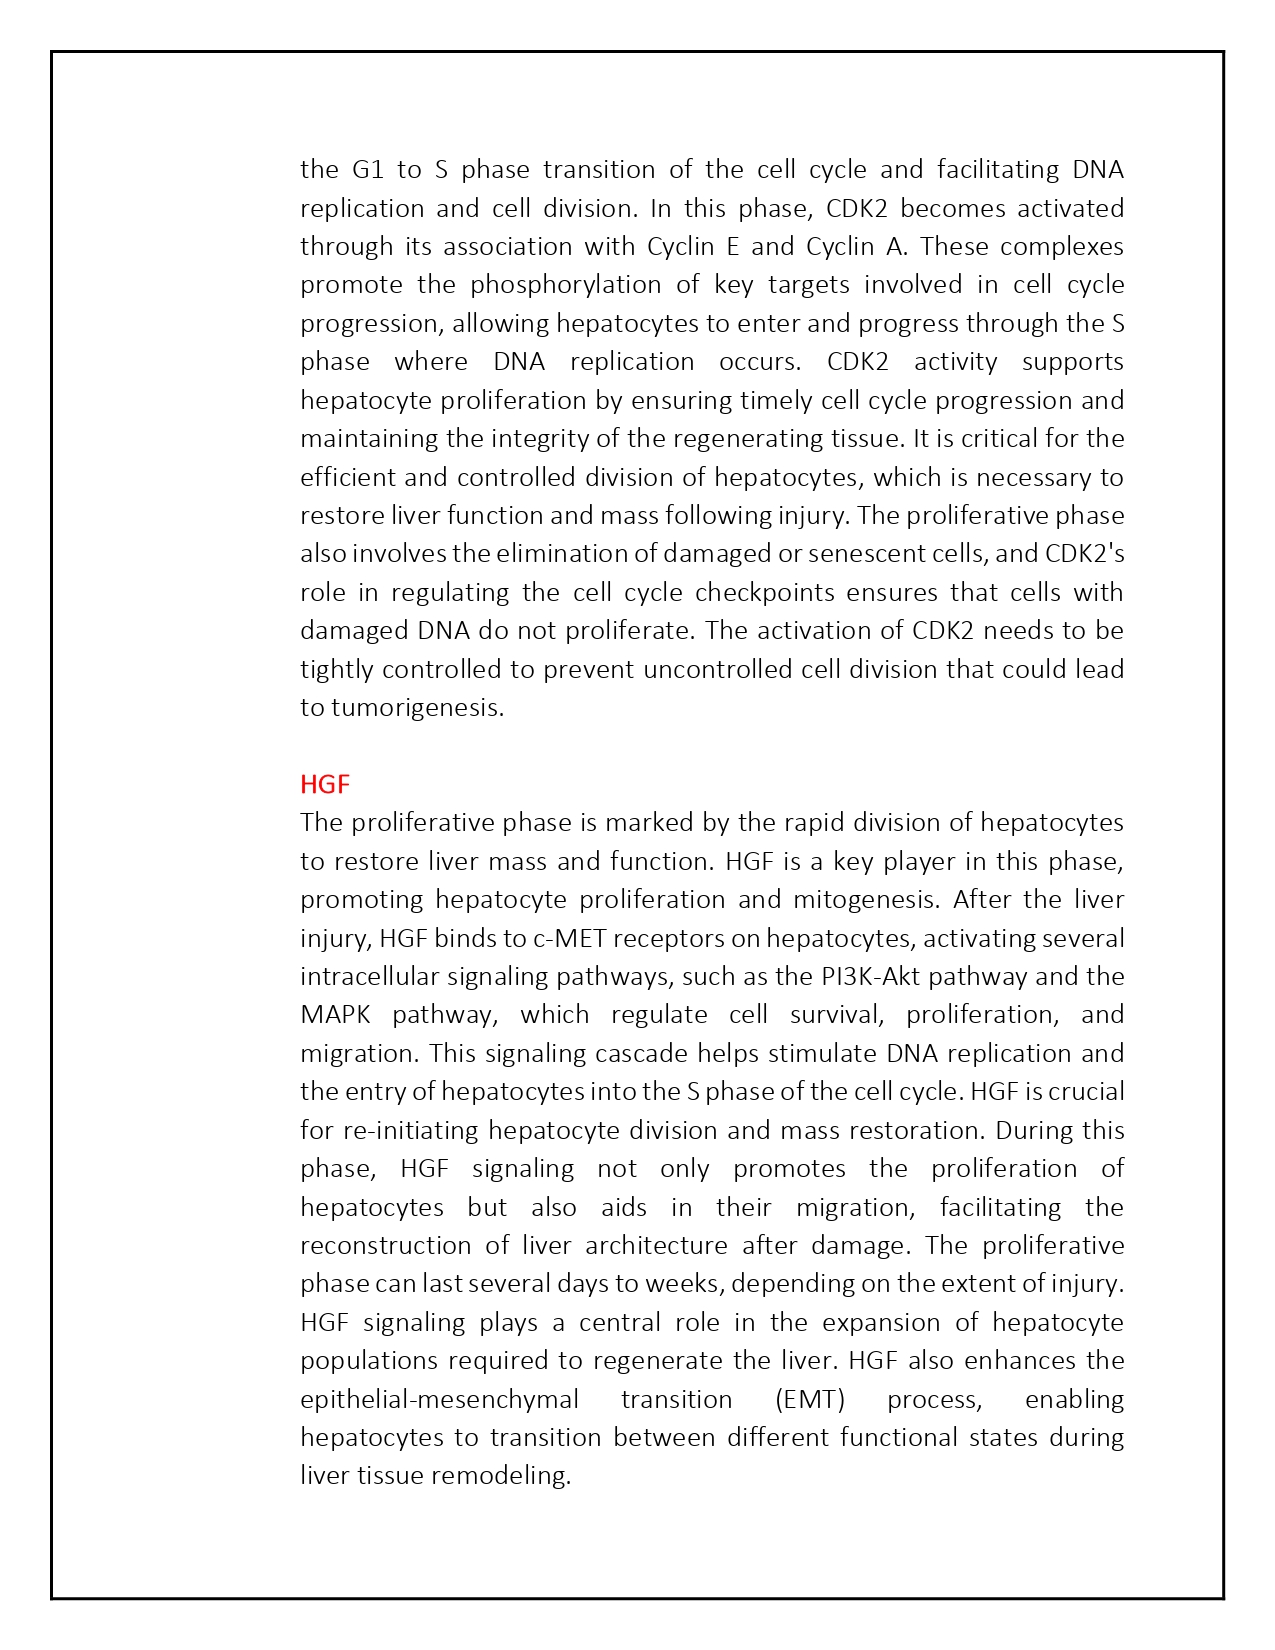 the G1 to S phase transition of the cell cycle and facilitating DNA
replication and cell division. In this phase, CDK2 becomes activated
through its association with Cyclin E and Cyclin A. These complexes
promote the phosphorylation of key targets involved in cell cycle
progression, allowing hepatocytes to enter and progress through the S
phase where DNA replication occurs. CDK2 activity supports
hepatocyte proliferation by ensuring timely cell cycle progression and
maintaining the integrity of the regenerating tissue. It is critical for the
efficient and controlled division of hepatocytes, which is necessary to
restore liver function and mass following injury. The proliferative phase
also involves the elimination of damaged or senescent cells, and CDK2's
role in regulating the cell cycle checkpoints ensures that cells with
damaged DNA do not proliferate. The activation of CDK2 needs to be
tightly controlled to prevent uncontrolled cell division that could lead
to tumorigenesis.
HGF
The proliferative phase is marked by the rapid division of hepatocytes
to restore liver mass and function. HGF is a key player in this phase,
promoting hepatocyte proliferation and mitogenesis. After the liver
injury, HGF binds to c-MET receptors on hepatocytes, activating several
intracellular signaling pathways, such as the PI3K-Akt pathway and the
MAPK pathway, which regulate cell survival, proliferation, and
migration. This signaling cascade helps stimulate DNA replication and
the entry of hepatocytes into the S phase of the cell cycle. HGF is crucial
for re-initiating hepatocyte division and mass restoration. During this
phase, HGF signaling not only promotes the proliferation of
hepatocytes but also aids in their migration, facilitating the
reconstruction of liver architecture after damage. The proliferative
phase can last several days to weeks, depending on the extent of injury.
HGF signaling plays a central role in the expansion of hepatocyte
populations required to regenerate the liver. HGF also enhances the
epithelial-mesenchymal transition (EMT) process, enabling
hepatocytes to transition between different functional states during
liver tissue remodeling.